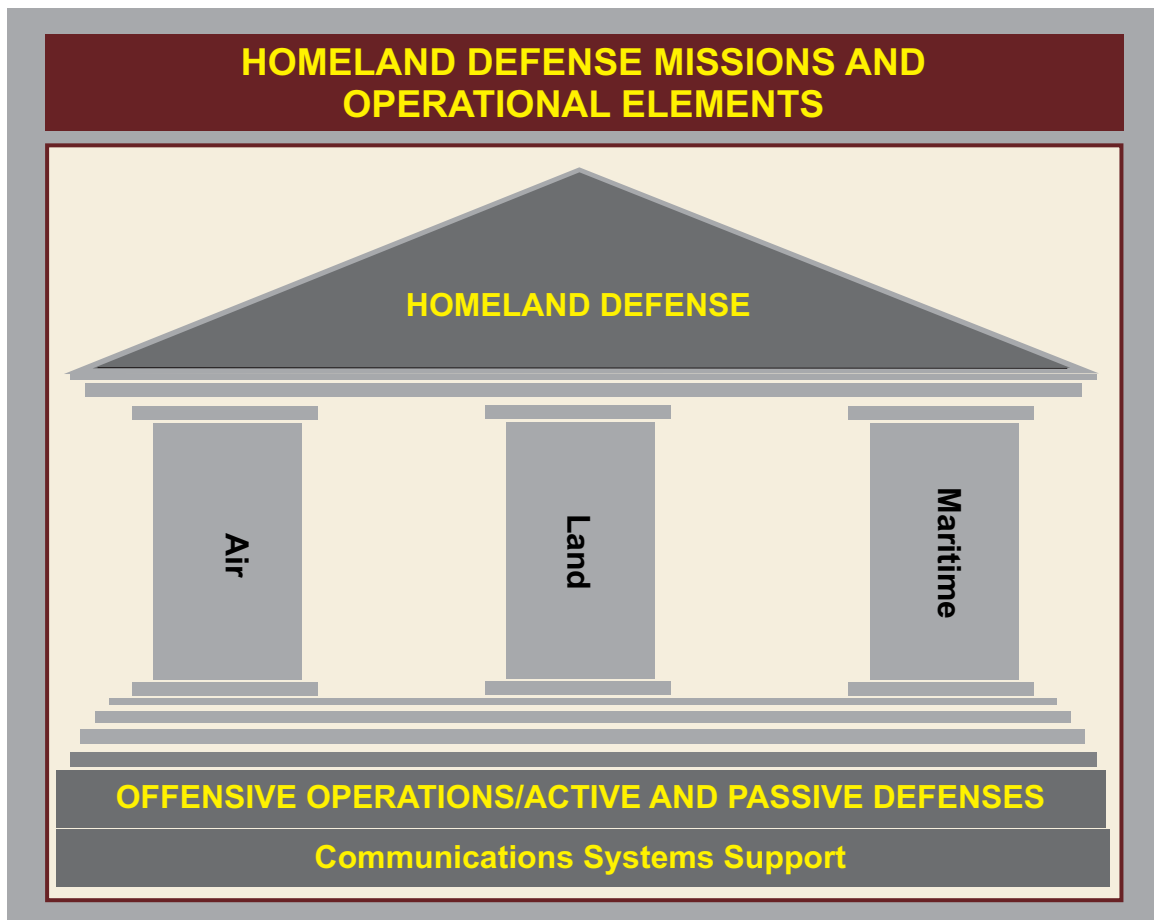 HOMELAND DEFENSE MISSIONS AND
OPERATIONAL ELEMENTS
HOMELAND DEFENSE
Air
Land
Maritime
OFFENSIVE OPERATIONS/ACTIVE AND PASSIVE DEFENSES
Communications Systems Support